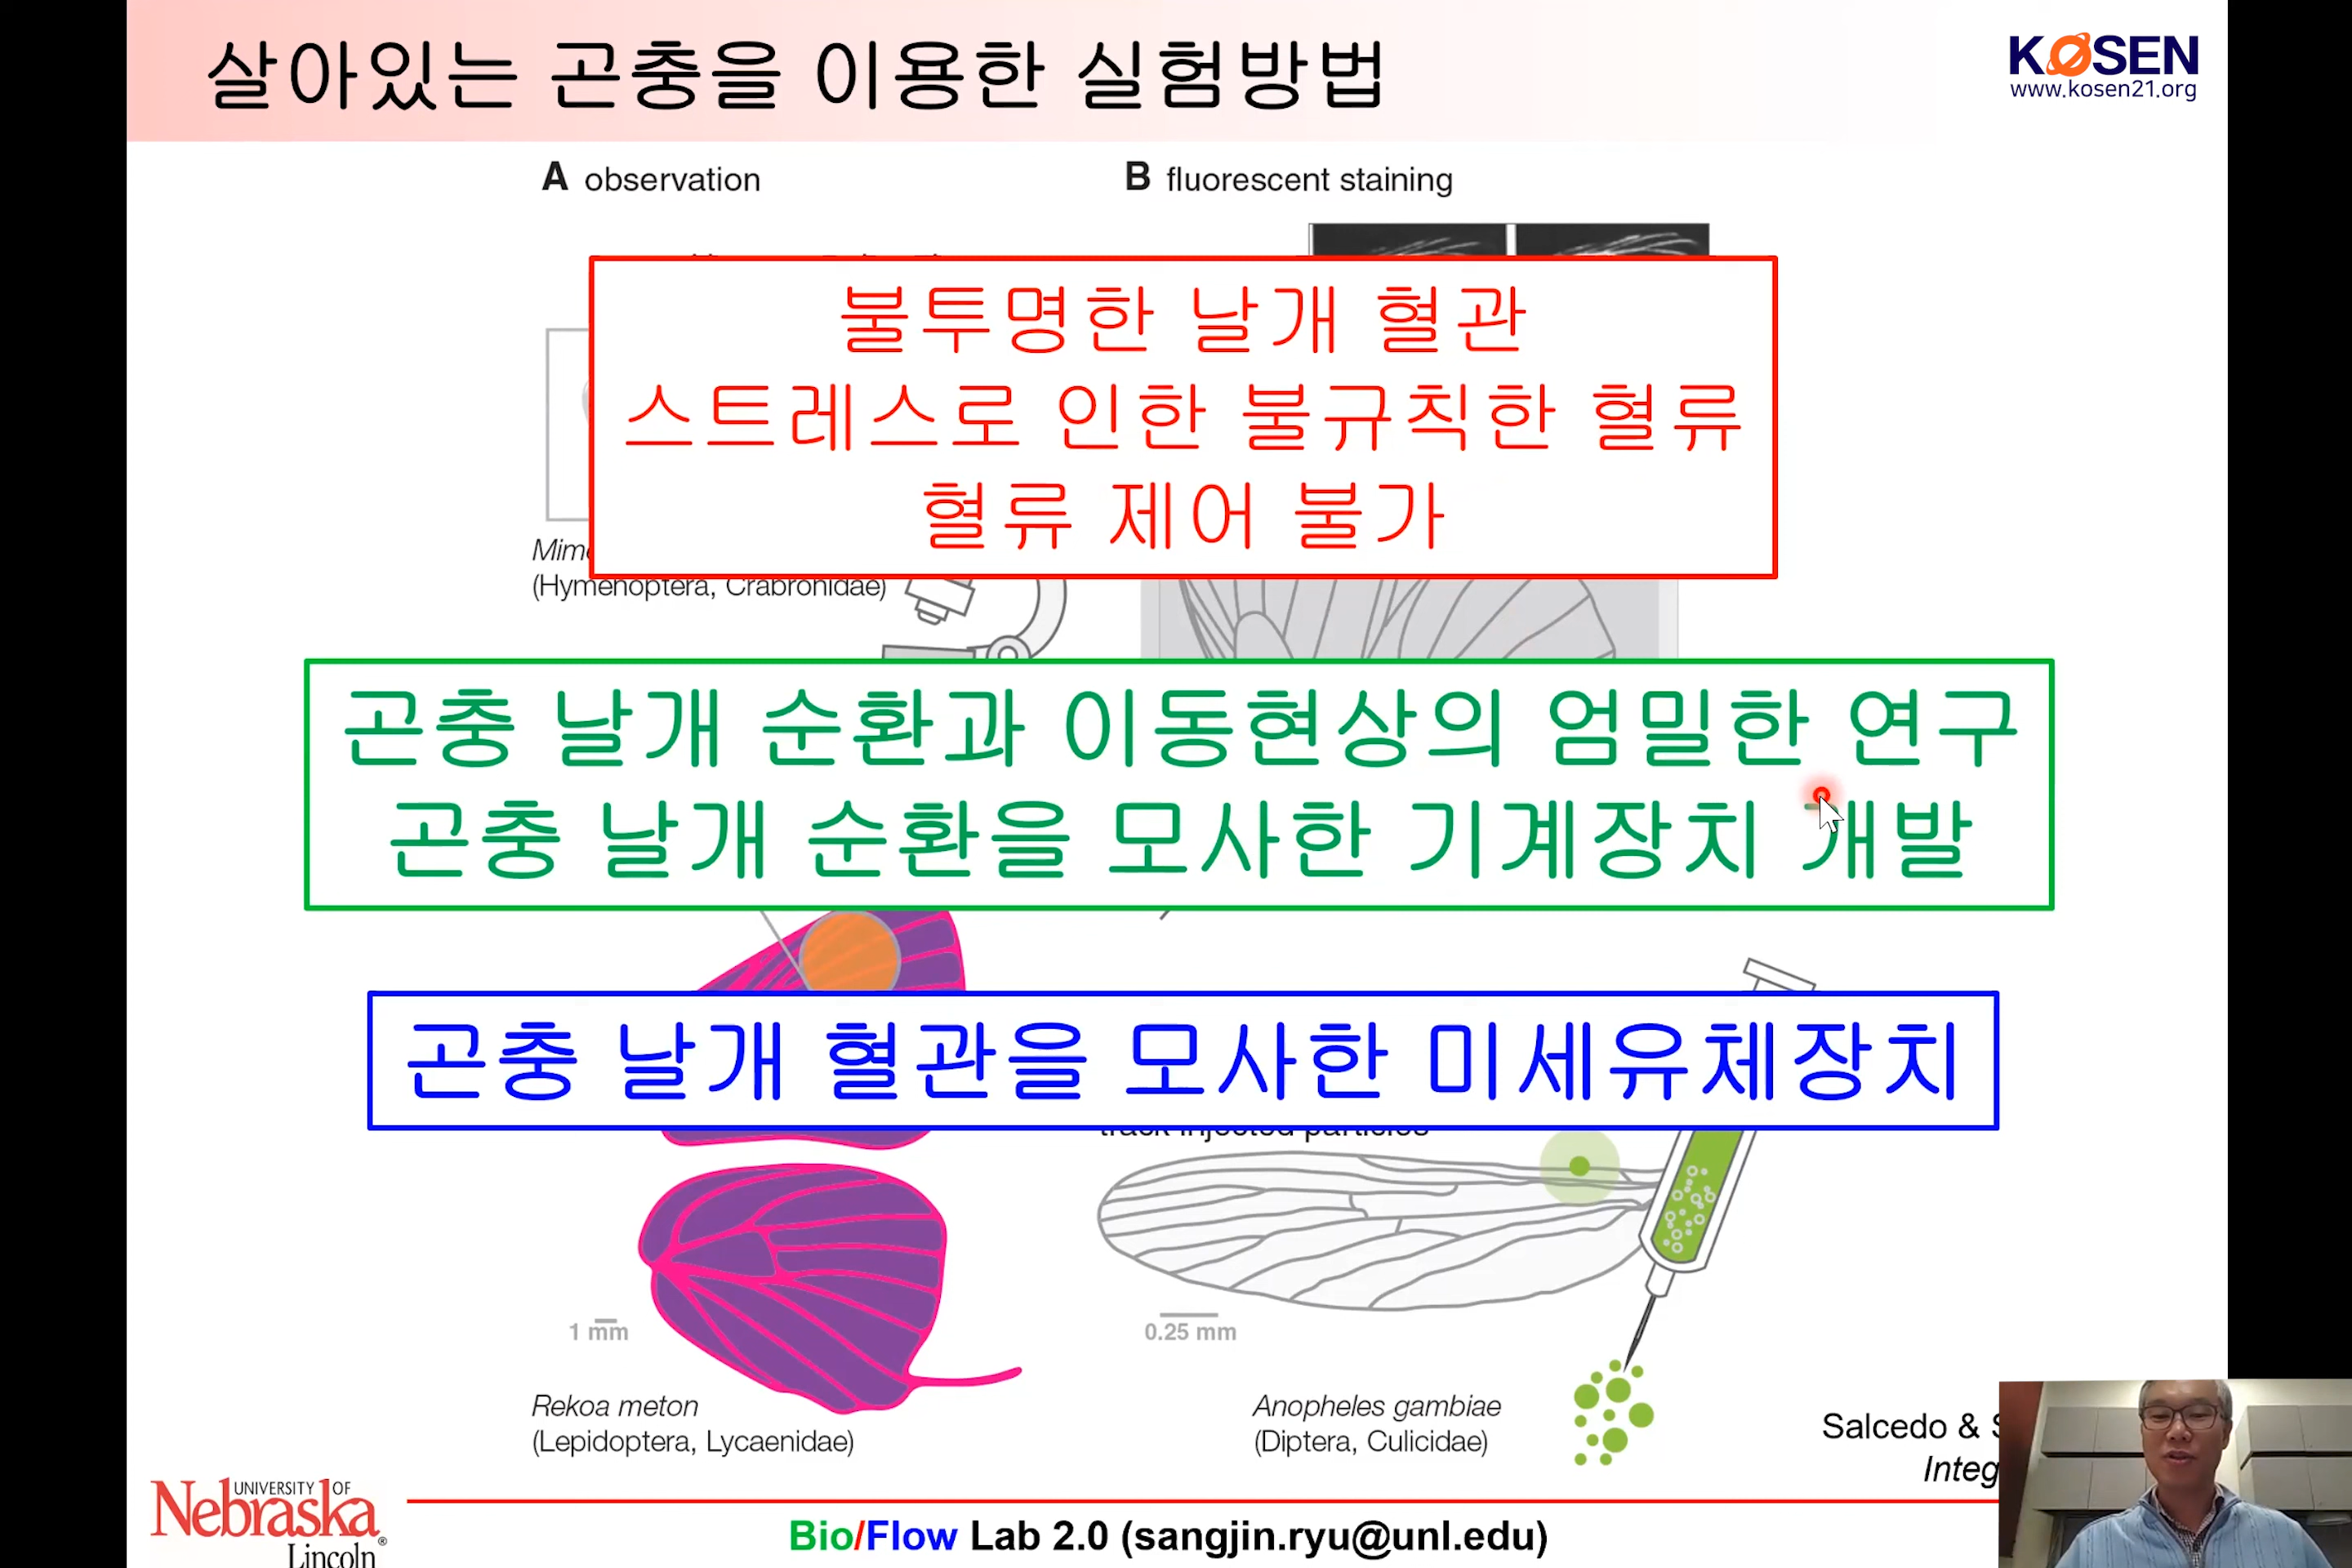 살아있는 곤충을 이용한 실험방법
KOSEN
www.kosen21.org
A observation
B fluorescent staining
불투명한 날개 혈관
스트레스로 인한 불규칙한 혈류
혈류 제어 불가
(Hymenoptera, Crabronidae)
곤충 날개 순환과 이동현상의 엄밀한 연구
곤충 날개 순환을 모사한 기계장치 개발
곤충 날개 혈관을 모사한 미세유체장치
track injected particles
1 mm
0.25 mm
Rekoa meton
(Lepidoptera, Lycaenidae)
Anopheles gambiae
(Diptera, Culicidae)
Salcedo &
UNIVERSITY OF
Nebraska
Lincoln®
Bio/Flow Lab 2.0 (sangjin.ryu@unl.edu)